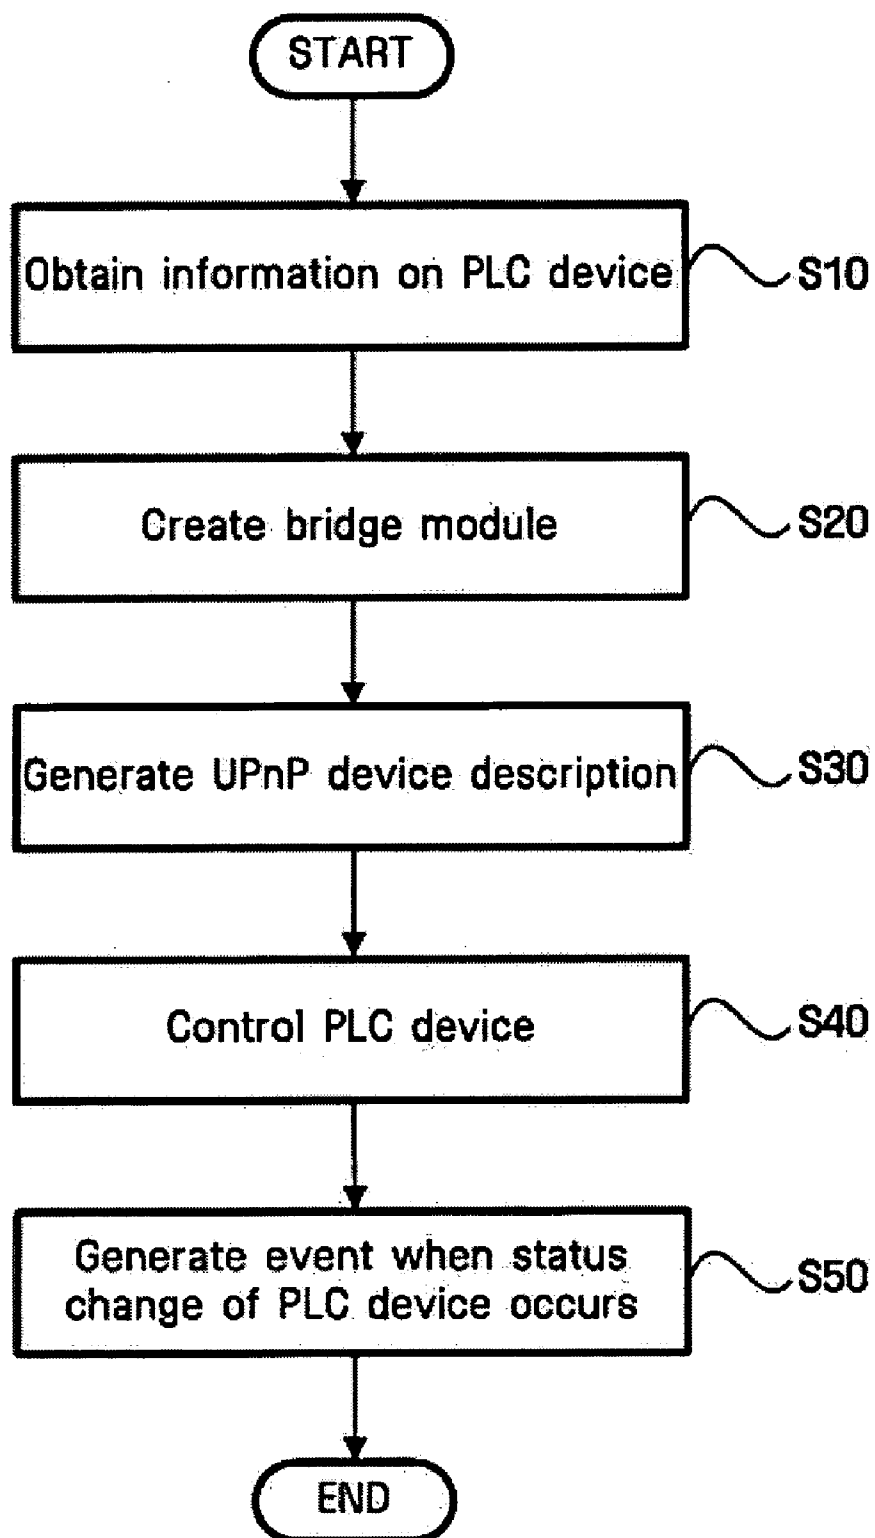 START
Obtain information on PLC device
S10
Create bridge module
S20
Generate UPnP device description
S30
Control PLC device
S40
Generate event when status
change of PLC device occurs
S50
END